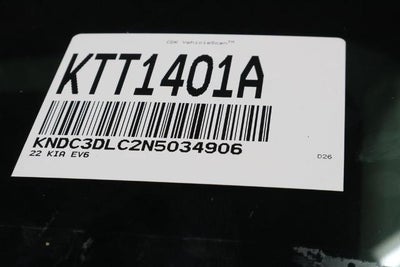 CDK VehicleScan™
KTT1401A
KNDC3DLC2N5034906
22 KIA EV6
D26